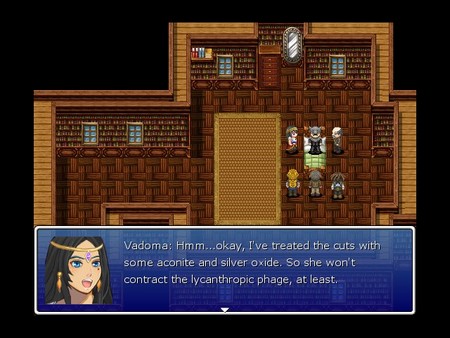 Vadoma: Hmm...okay, I've treated the cuts with
some aconite and silver oxide. So she won't
contract the lycanthropic phage, at least.